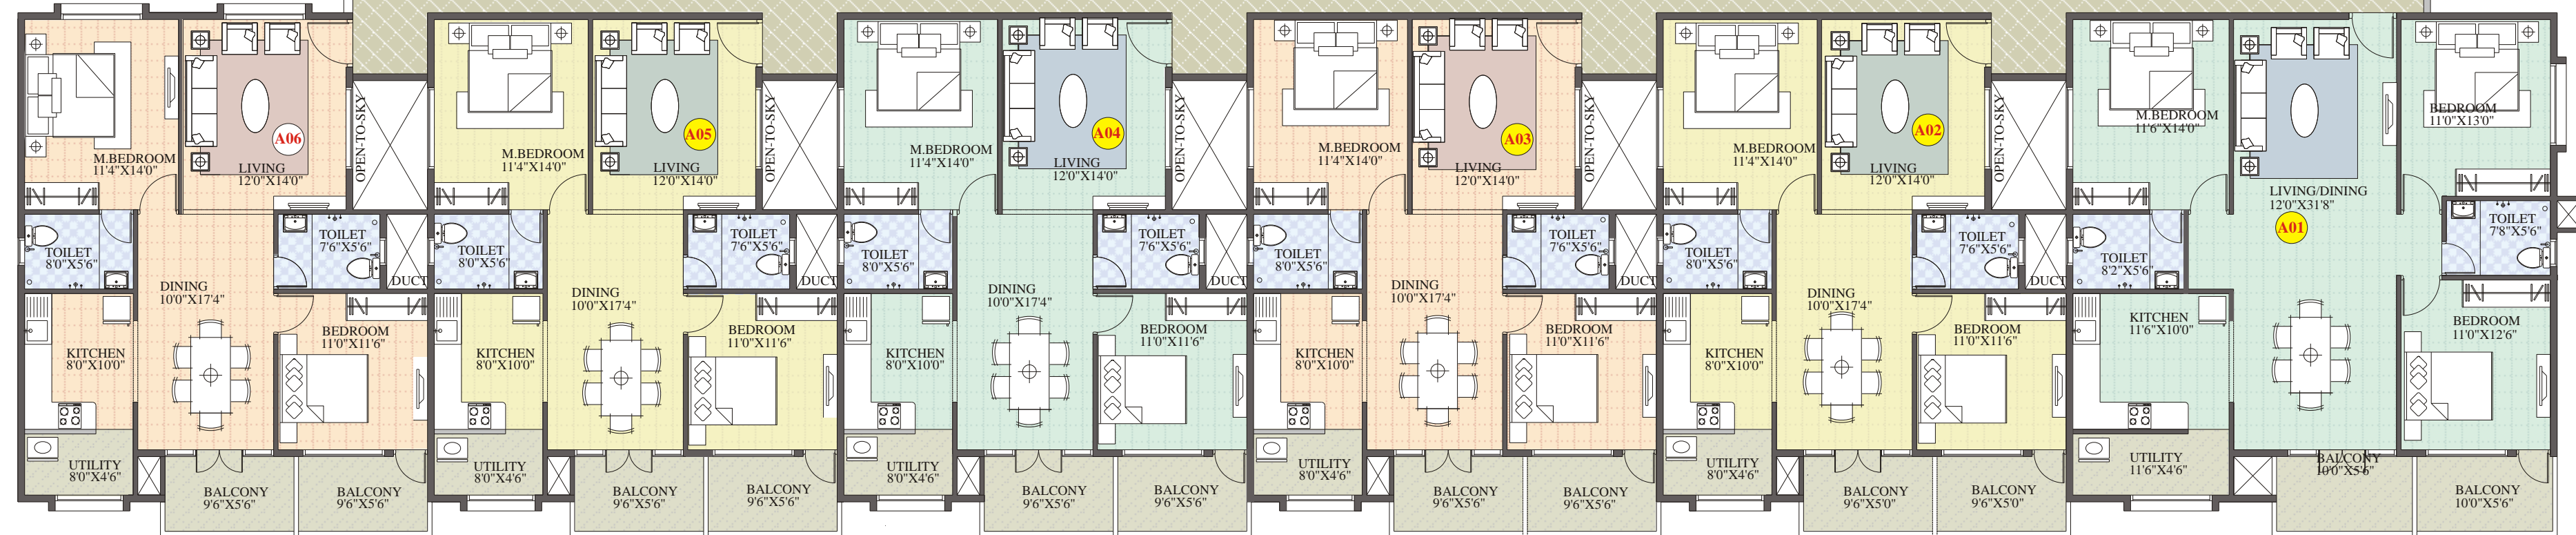 A06
M.BEDROOM
11'4"X14'0"
LIVING
12'0"X14'0"
OPEN-TO-SKY
TOILET
8'0"X5'6"
TOILET
7'6"X5'6"
DUCT
DINING
10'0"X17'4"
KITCHEN
8'0"X10'0"
BEDROOM
11'0"X11'6"
UTILITY
8'0"X4'6"
BALCONY
9'6"X5'6"
BALCONY
9'6"X5'6"
A05
M.BEDROOM
11'4"X14'0"
LIVING
12'0"X14'0"
OPEN-TO-SKY
TOILET
8'0"X5'6"
TOILET
7'6"X5'6"
DUCT
DINING
10'0"X17'4"
KITCHEN
8'0"X10'0"
BEDROOM
11'0"X11'6"
UTILITY
8'0"X4'6"
BALCONY
9'6"X5'6"
BALCONY
9'6"X5'6"
A04
M.BEDROOM
11'4"X14'0"
LIVING
12'0"X14'0"
OPEN-TO-SKY
TOILET
8'0"X5'6"
TOILET
7'6"X5'6"
DUCT
DINING
10'0"X17'4"
KITCHEN
8'0"X10'0"
BEDROOM
11'0"X11'6"
UTILITY
8'0"X4'6"
BALCONY
9'6"X5'6"
BALCONY
9'6"X5'6"
A03
M.BEDROOM
11'4"X14'0"
LIVING
12'0"X14'0"
OPEN-TO-SKY
TOILET
8'0"X5'6"
TOILET
7'6"X5'6"
DUCT
DINING
10'0"X17'4"
KITCHEN
8'0"X10'0"
BEDROOM
11'0"X11'6"
UTILITY
8'0"X4'6"
BALCONY
9'6"X5'6"
BALCONY
9'6"X5'6"
A02
M.BEDROOM
11'4"X14'0"
LIVING
12'0"X14'0"
OPEN-TO-SKY
TOILET
8'0"X5'6"
TOILET
7'6"X5'6"
DUCT
DINING
10'0"X17'4"
KITCHEN
8'0"X10'0"
BEDROOM
11'0"X11'6"
UTILITY
8'0"X4'6"
BALCONY
9'6"X5'0"
BALCONY
9'6"X5'0"
M.BEDROOM
11'6"X14'0"
BEDROOM
11'0"X13'0"
LIVING/DINING
12'0"X31'8"
A01
TOILET
8'2"X5'6"
TOILET
7'8"X5'6"
KITCHEN
11'6"X10'0"
BEDROOM
11'0"X12'6"
UTILITY
11'6"X4'6"
BALCONY
10'0"X5'6"
BALCONY
10'0"X5'6"